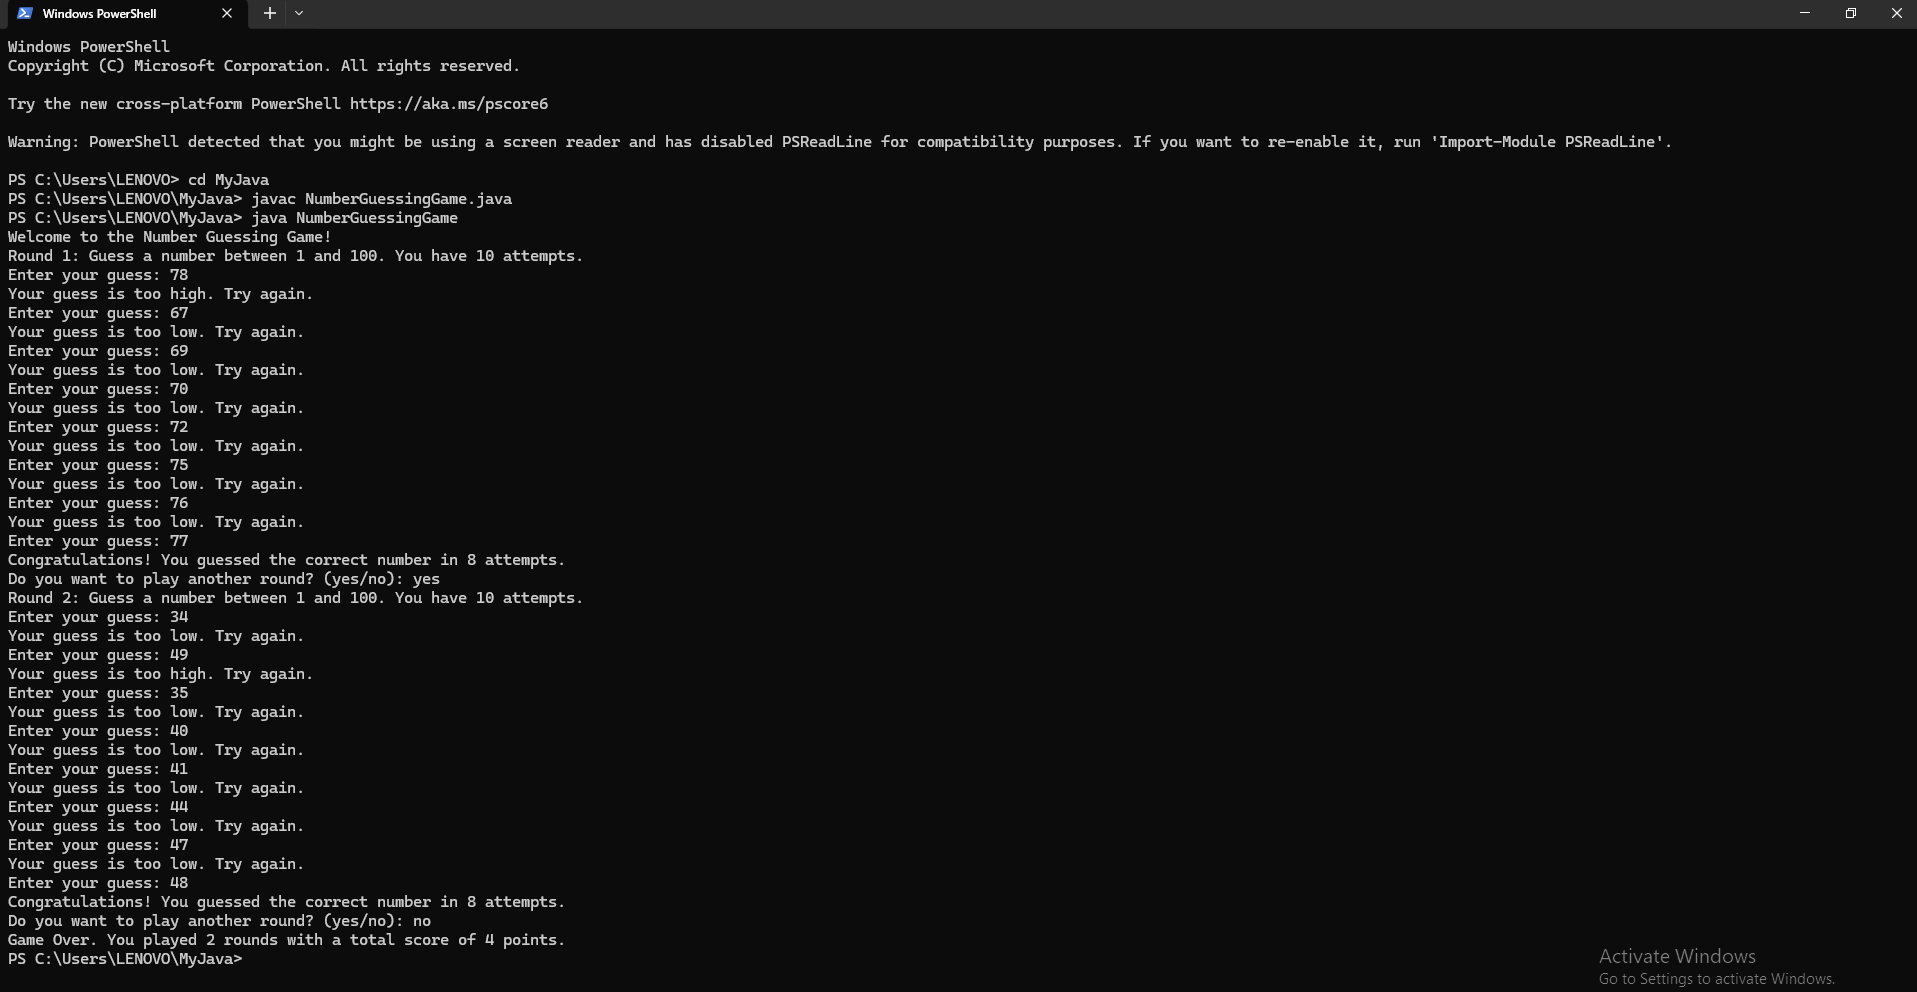 Windows PowerShell
Windows PowerShell
Copyright (C) Microsoft Corporation. All rights reserved.
Try the new cross-platform PowerShell https://aka.ms/pscore6
Warning: PowerShell detected that you might be using a screen reader and has disabled PSReadLine for compatibility purposes. If you want to re-enable it, run 'Import-Module PSReadLine'.
PS C:\Users\LENOVO> cd MyJava
PS C:\Users\LENOVO\MyJava> javac NumberGuessingGame.java
PS C:\Users\LENOVO\MyJava> java NumberGuessingGame
Welcome to the Number Guessing Game!
Round 1: Guess a number between 1 and 100. You have 10 attempts.
Enter your guess: 78
Your guess is too high. Try again.
Enter your guess: 67
Your guess is too low. Try again.
Enter your guess: 69
Your guess is too low. Try again.
Enter your guess: 70
Your guess is too low. Try again.
Enter your guess: 72
Your guess is too low. Try again.
Enter your guess: 75
Your guess is too low. Try again.
Enter your guess: 76
Your guess is too low. Try again.
Enter your guess: 77
Congratulations! You guessed the correct number in 8 attempts.
Do you want to play another round? (yes/no): yes
Round 2: Guess a number between 1 and 100. You have 10 attempts.
Enter your guess: 34
Your guess is too low. Try again.
Enter your guess: 49
Your guess is too high. Try again.
Enter your guess: 35
Your guess is too low. Try again.
Enter your guess: 40
Your guess is too low. Try again.
Enter your guess: 41
Your guess is too low. Try again.
Enter your guess: 44
Your guess is too low. Try again.
Enter your guess: 47
Your guess is too low. Try again.
Enter your guess: 48
Congratulations! You guessed the correct number in 8 attempts.
Do you want to play another round? (yes/no): no
Game Over. You played 2 rounds with a total score of 4 points.
PS C:\Users\LENOVO\MyJava>
Activate Windows
Go to Settings to activate Windows.